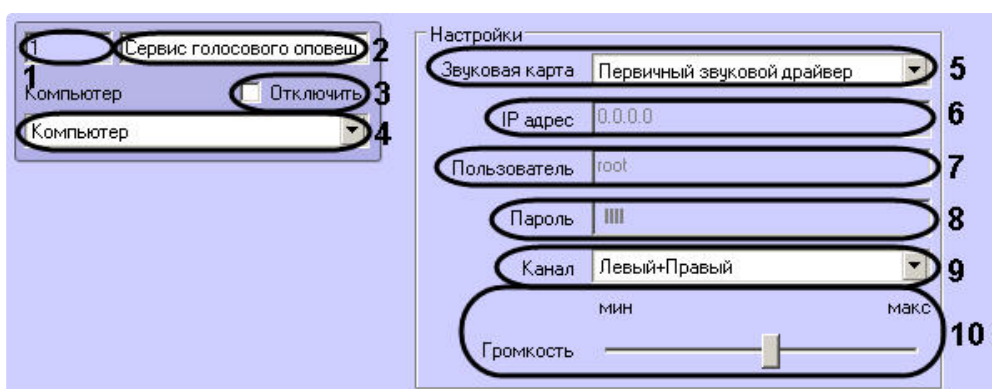 1 Сервис голосового оповещ 2
1
Компьютер Отключить 3
Компьютер 4
Настройки
Звуковая карта Первичный звуковой драйвер 5
IP адрес 0.0.0.0 6
Пользователь root 7
Пароль 8
Канал Левый+Правый 9
мин макс
Громкость 10